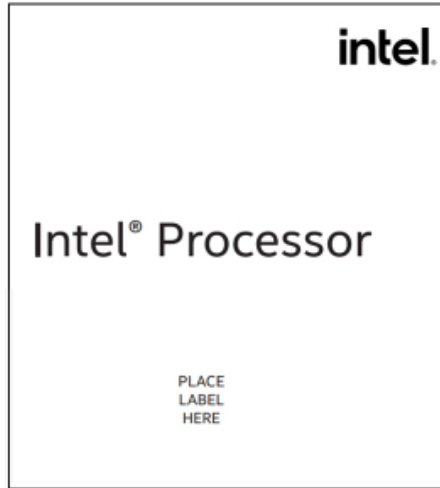 intel.
Intel® Processor
PLACE
LABEL
HERE